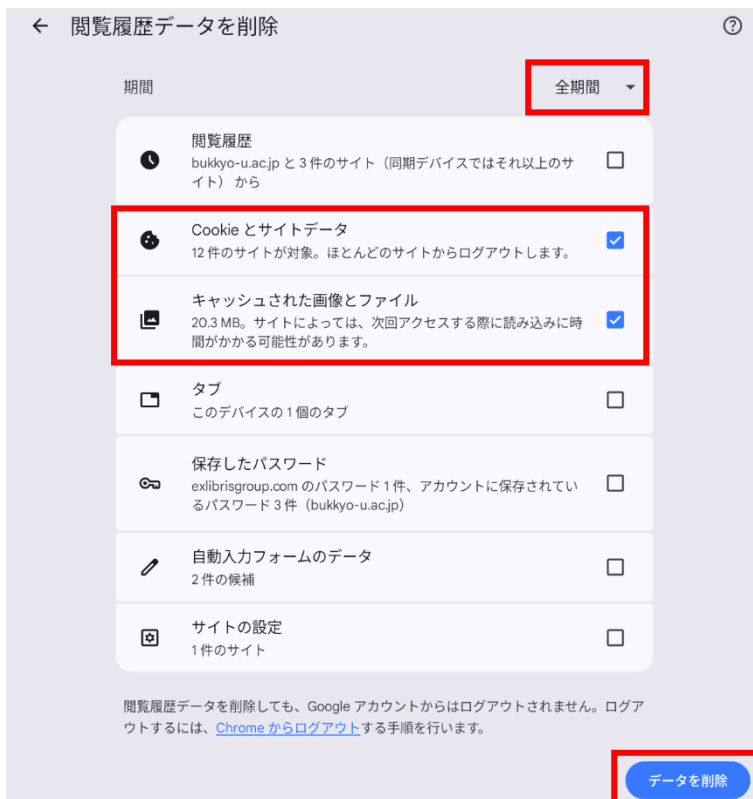 閲覧履歴データを削除
期間
全期間
閲覧履歴
bukkyo-u.ac.jp と 3 件のサイト（同期デバイスではそれ以上のサ
イト） から
Cookie とサイトデータ
12 件のサイトが対象。ほとんどのサイトからログアウトします。
キャッシュされた画像とファイル
20.3 MB。サイトによっては、次回アクセスする際に読み込みに時
間がかかる可能性があります。
タブ
このデバイスの 1 個のタブ
保存したパスワード
exlibrisgroup.com のパスワード 1 件、アカウントに保存されてい
るパスワード 3 件（bukkyo-u.ac.jp）
自動入力フォームのデータ
2 件の候補
サイトの設定
1 件のサイト
閲覧履歴データを削除しても、Google アカウントからはログアウトされません。ログア
ウトするには、Chrome からログアウトする手順を行います。
データを削除